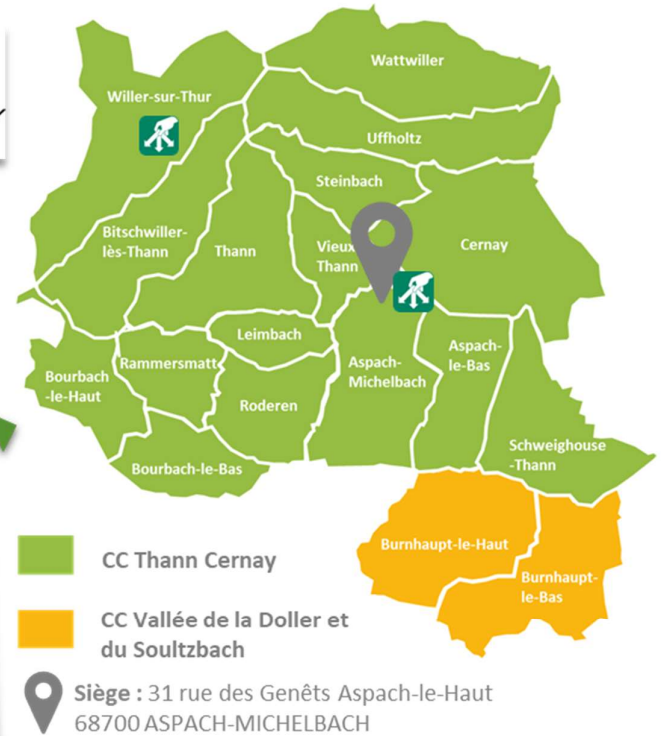 Wattwiller
Willer-sur-Thur
Uffholtz
Steinbach
Bitschwiller-
lès-Thann
Thann
Vieux
Thann
Cernay
Leimbach
Aspach-
le-Bas
Rammersmatt
Aspach-
Michelbach
Bourbach
-le-Haut
Roderen
Schweighouse
-Thann
Bourbach-le-Bas
Burnhaupt-le-Haut
Burnhaupt-
le-Bas
CC Thann Cernay
CC Vallée de la Doller et
du Soultzbach
Siège : 31 rue des Genêts Aspach-le-Haut
68700 ASPACH-MICHELBACH